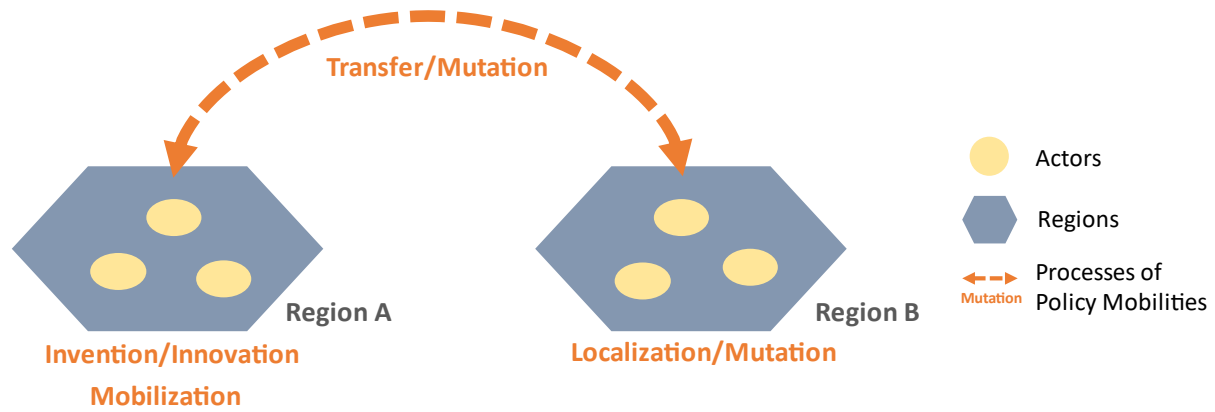 Transfer/Mutation
Region A
Invention/Innovation
Mobilization
Region B
Localization/Mutation
Actors
Regions
Mutation
Processes of
Policy Mobilities